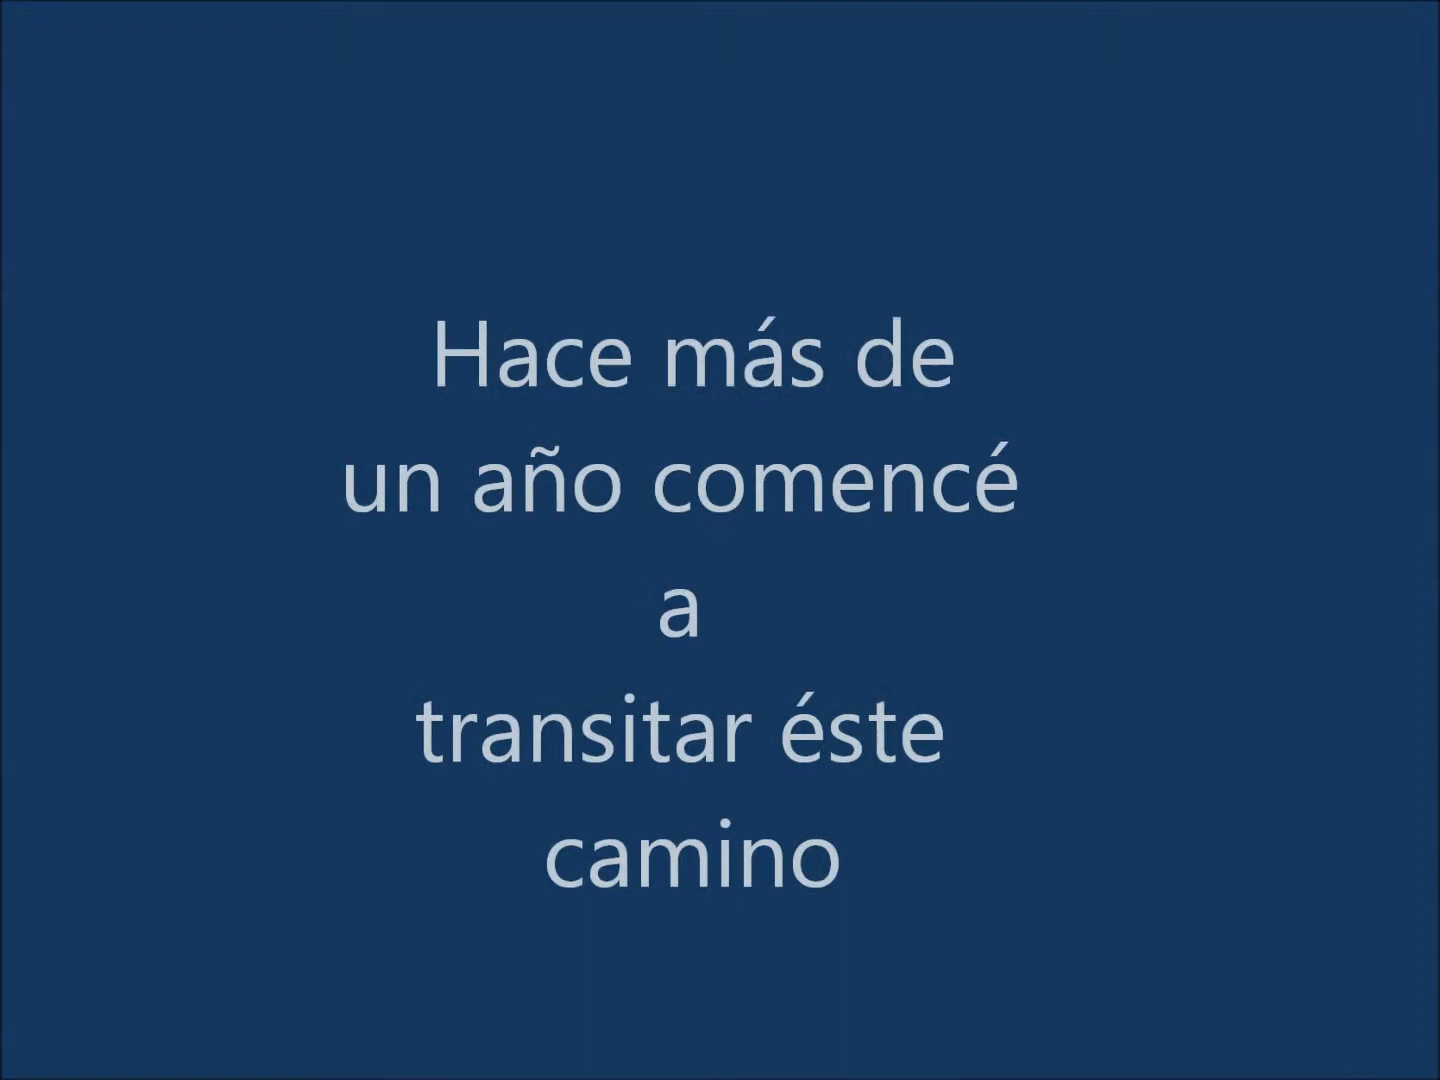 Hace más de
un año comencé
a
transitar éste
camino